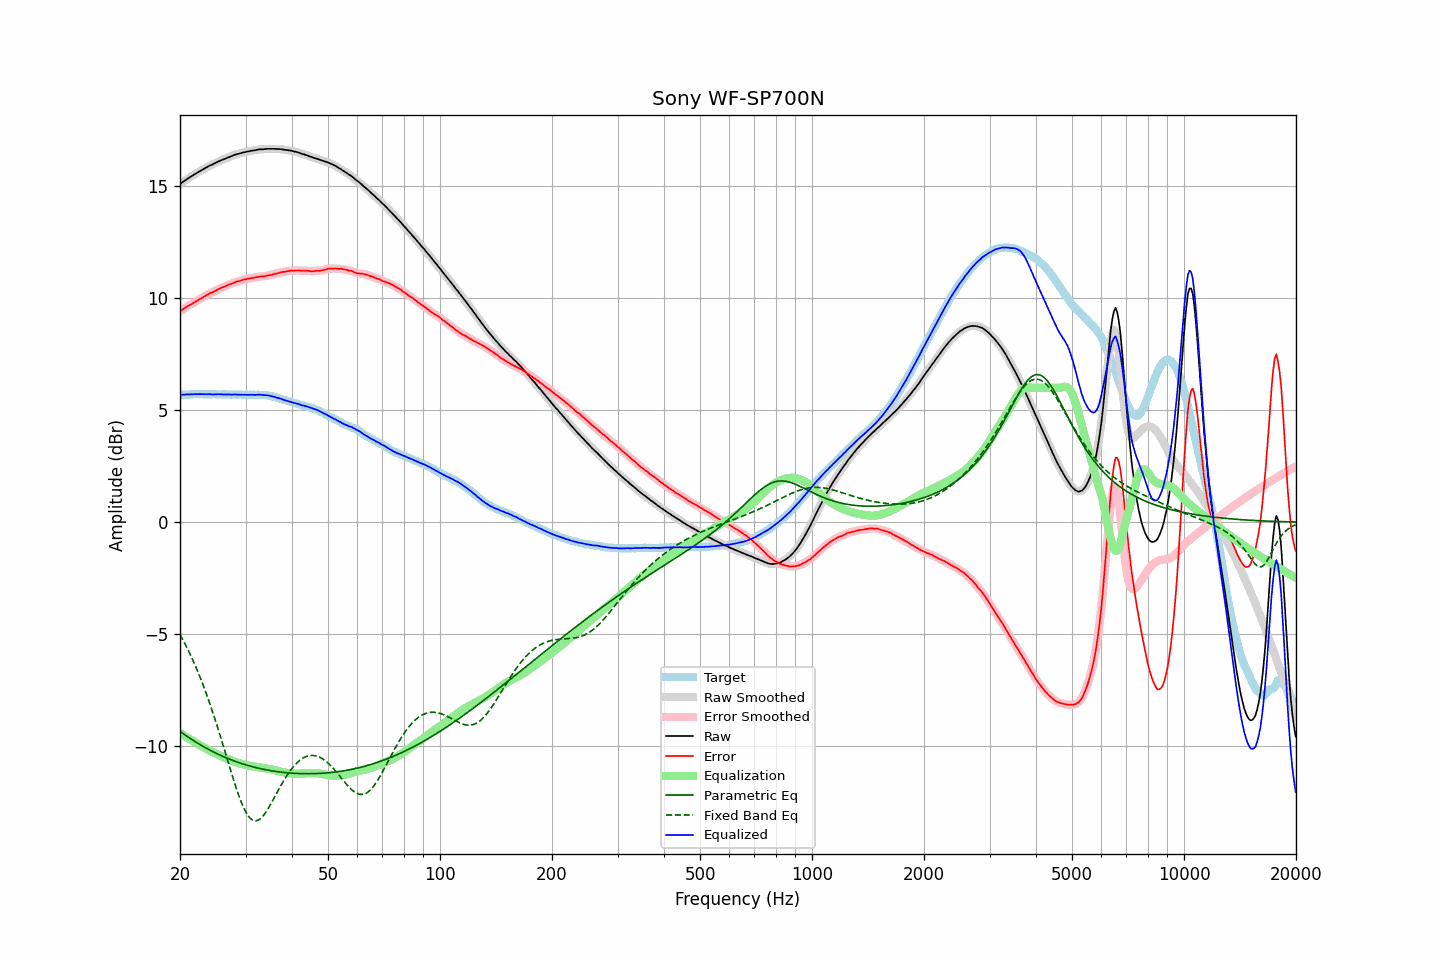 Sony WF-SP700N
Amplitude (dBr)
15
10
5
0
−5
−10
Target
Raw Smoothed
Error Smoothed
Raw
Error
Equalization
Parametric Eq
Fixed Band Eq
Equalized
20
50
100
200
500
1000
2000
5000
10000
20000
Frequency (Hz)